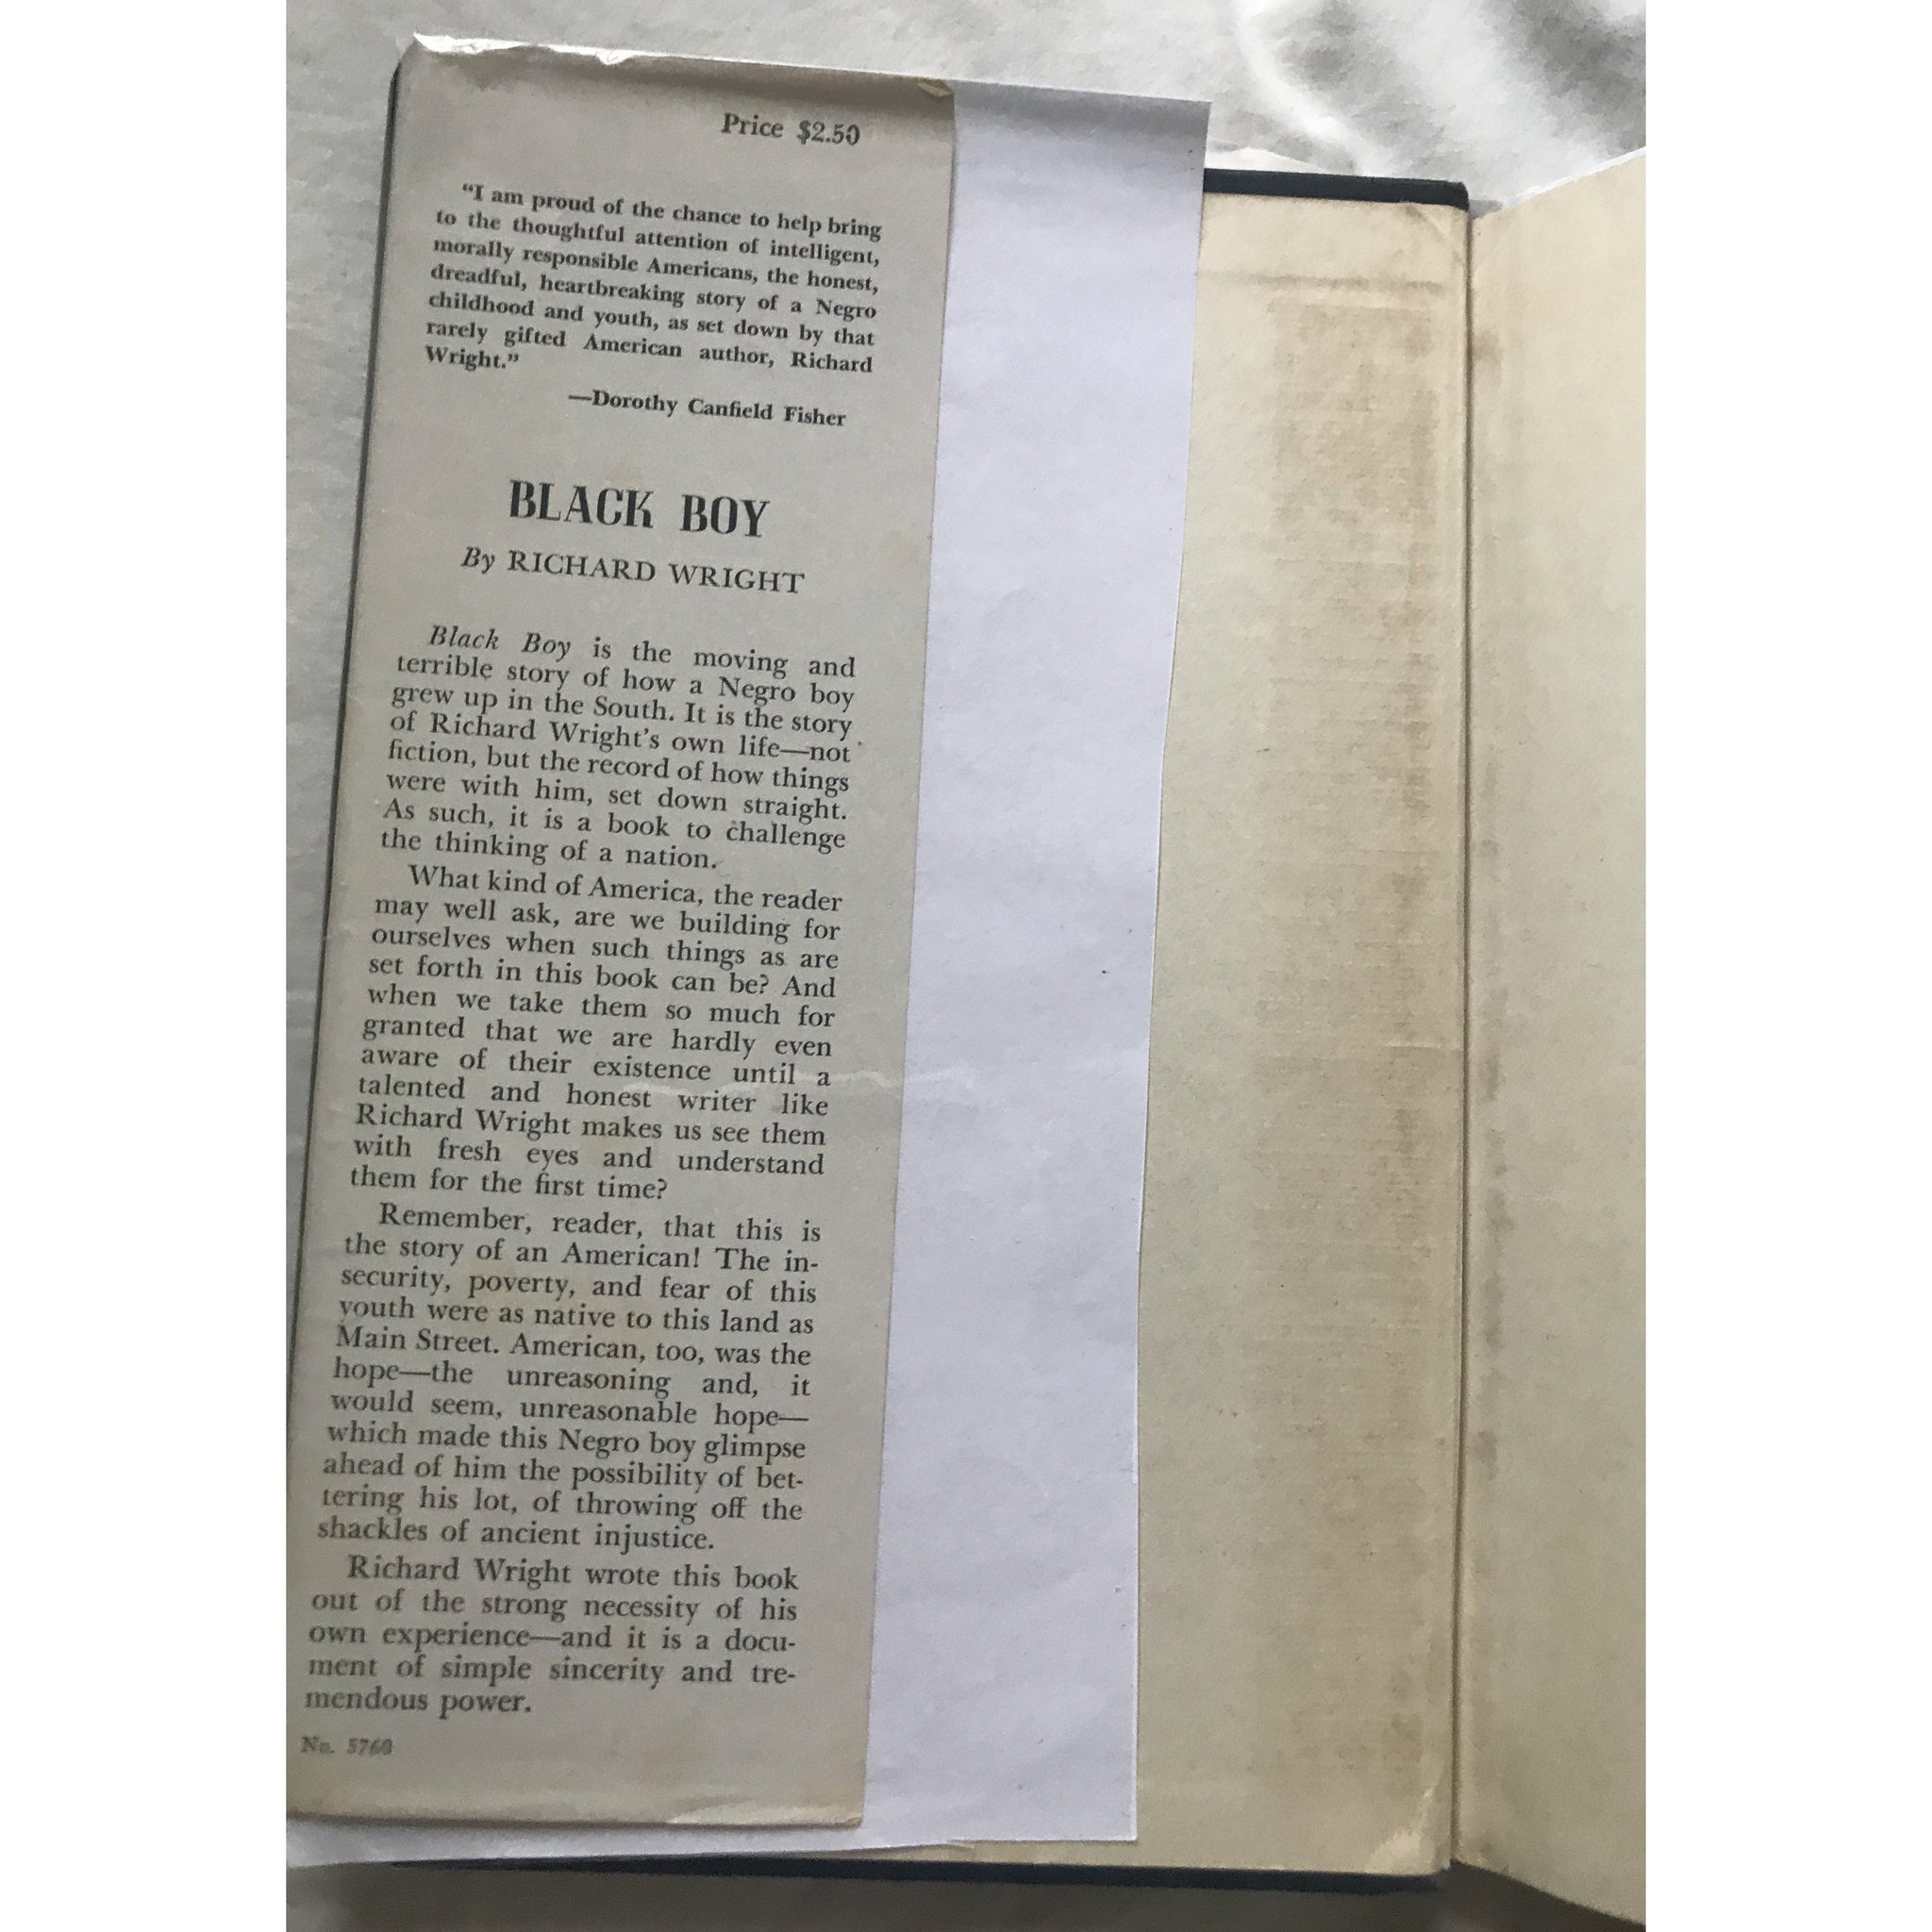 Price $2.50
“I am proud of the chance to help bring
to the thoughtful attention of intelligent,
morally responsible Americans, the honest,
dreadful, heartbreaking story of a Negro
childhood and youth, as set down by that
rarely gifted American author, Richard
Wright.”
—Dorothy Canfield Fisher
BLACK BOY
By RICHARD WRIGHT
Black Boy is the moving and
terrible story of how a Negro boy
grew up in the South. It is the story
of Richard Wright's own life—not
fiction, but the record of how things
were with him, set down straight.
As such, it is a book to challenge
the thinking of a nation.
What kind of America, the reader
may well ask, are we building for
ourselves when such things as are
set forth in this book can be? And
when we take them so much for
granted that we are hardly even
aware of their existence until a
talented and honest writer like
Richard Wright makes us see them
with fresh eyes and understand
them for the first time?
Remember, reader, that this is
the story of an American! The in-
security, poverty, and fear of this
youth were as native to this land as
Main Street. American, too, was the
hope—the unreasoning and, it
would seem, unreasonable hope—
which made this Negro boy glimpse
ahead of him the possibility of bet-
tering his lot, of throwing off the
shackles of ancient injustice.
Richard Wright wrote this book
out of the strong necessity of his
own experience—and it is a docu-
ment of simple sincerity and tre-
mendous power.
No. 5760